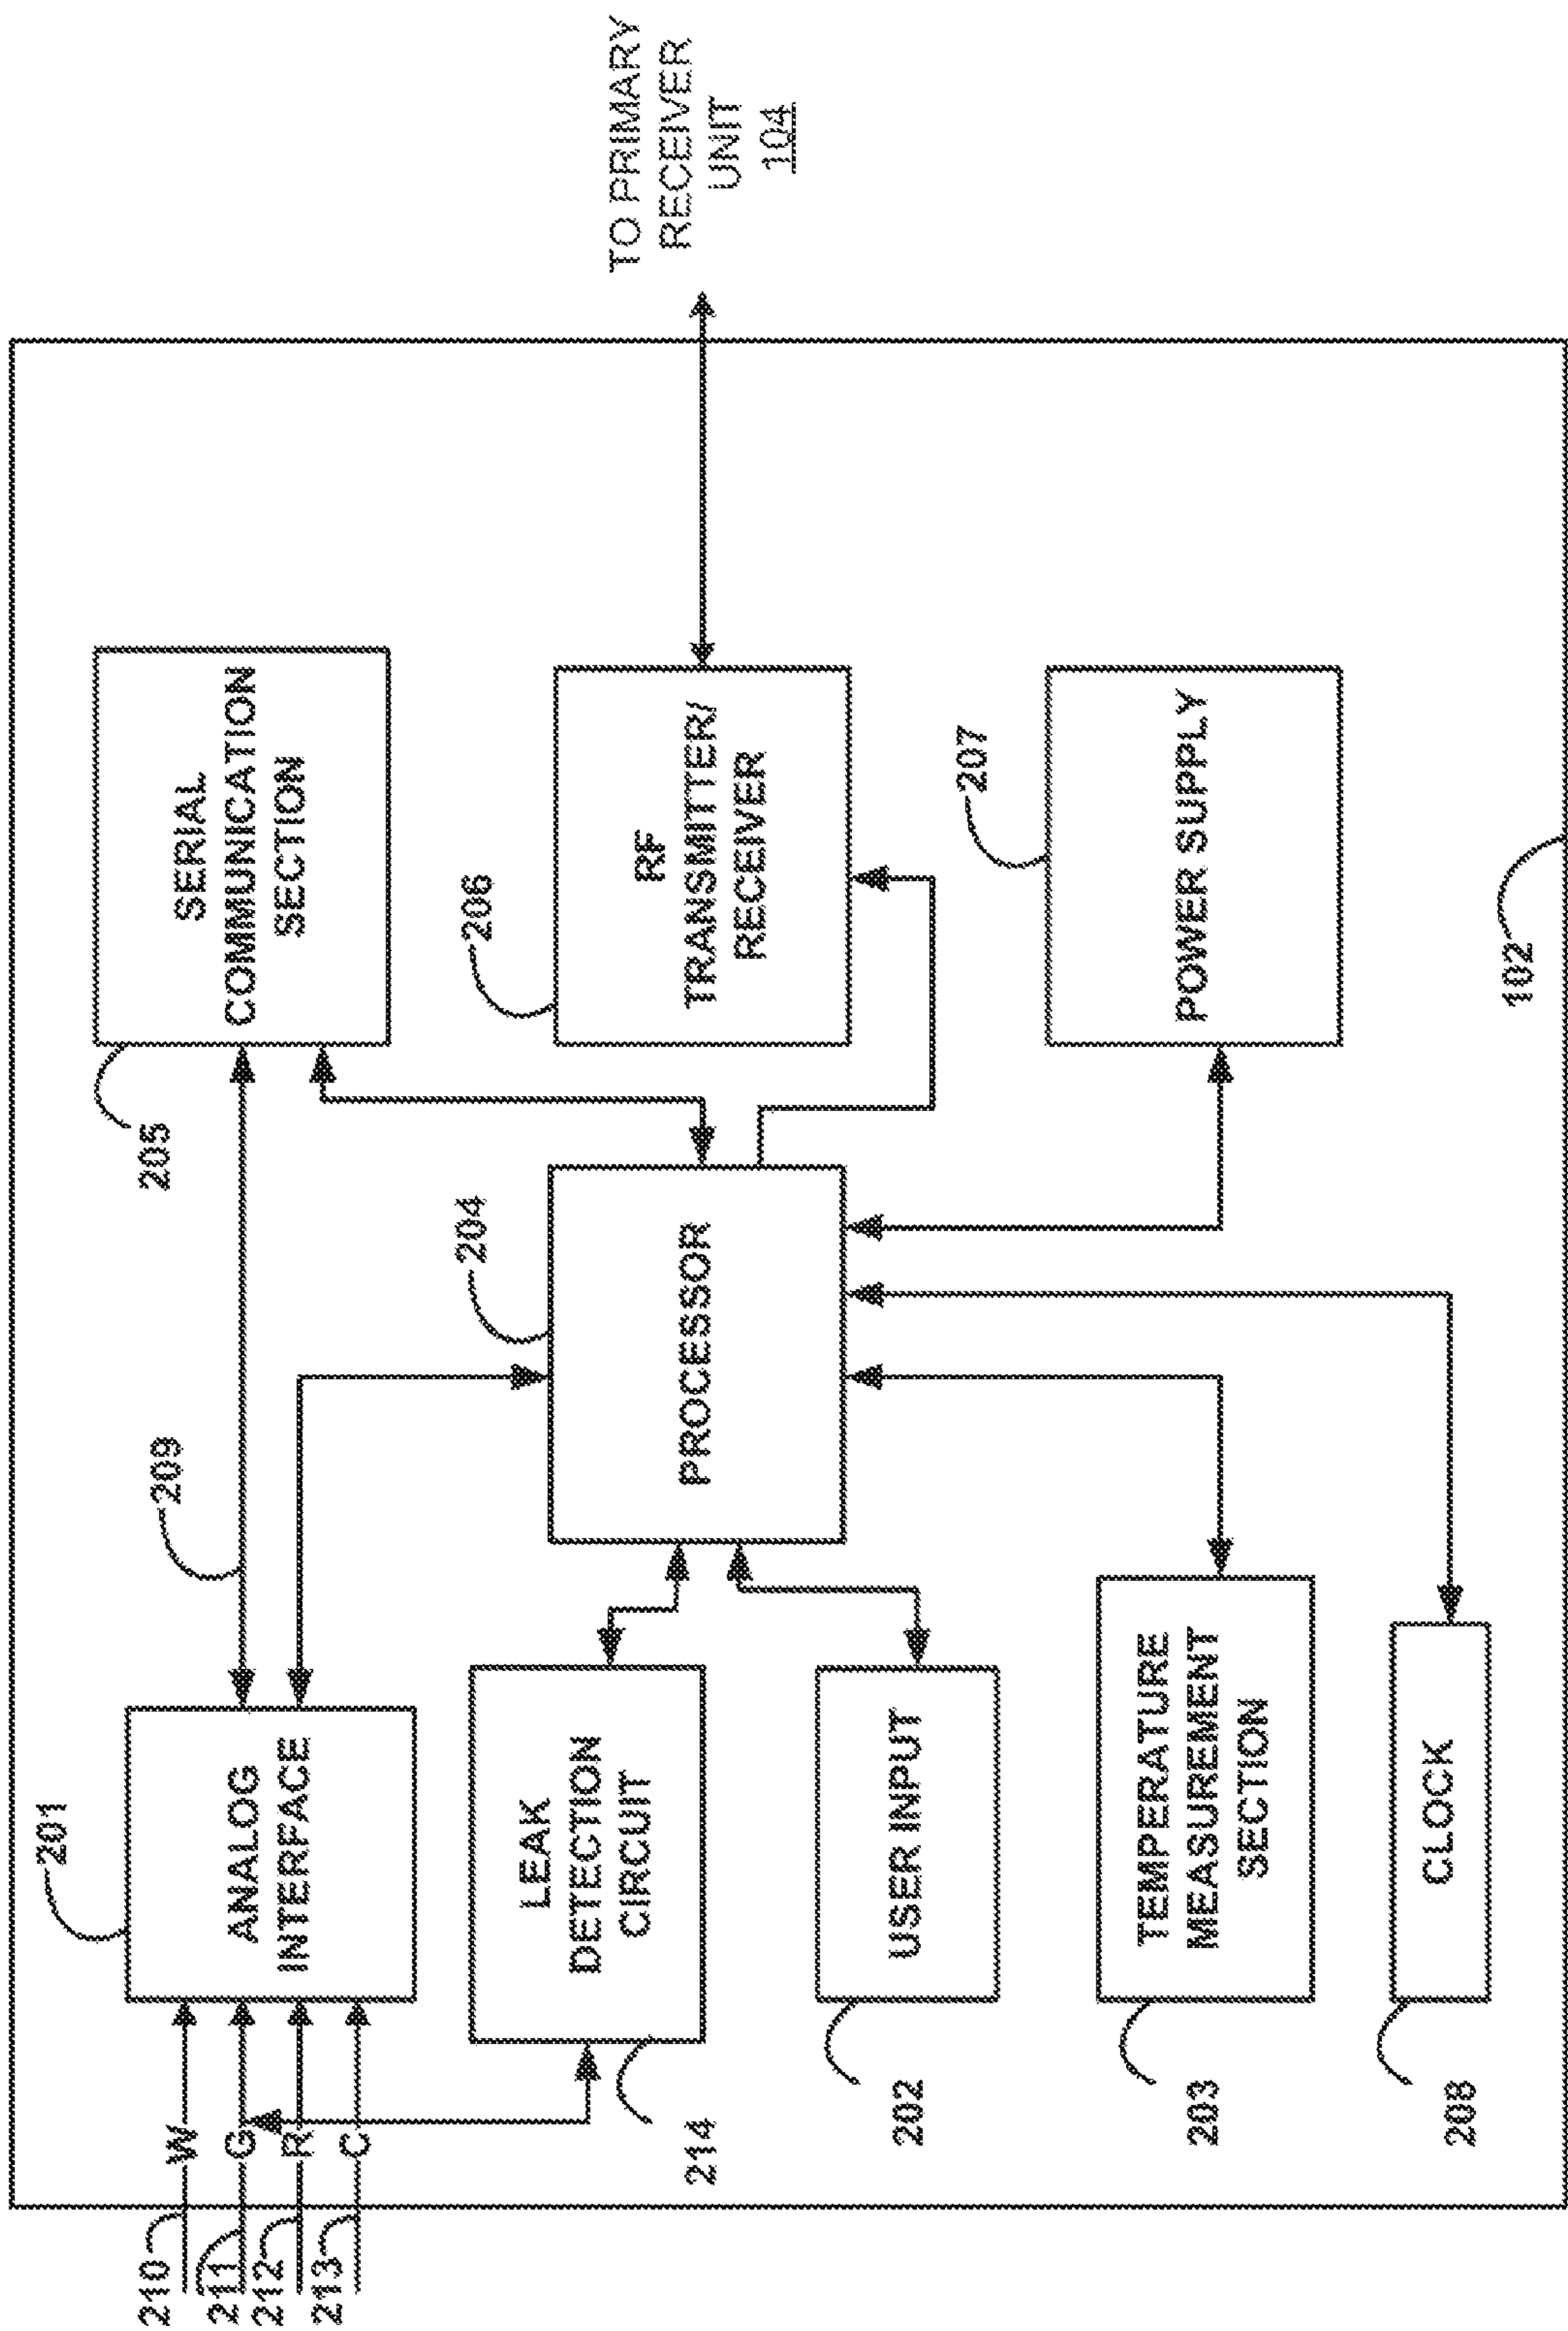 210
W
211
G
212
R
213
C
201
ANALOG
INTERFACE
209
205
SERIAL
COMMUNICATION
SECTION
214
LEAK
DETECTION
CIRCUIT
204
PROCESSOR
206
RF
TRANSMITTER/
RECEIVER
TO PRIMARY
RECEIVER
UNIT
104
202
USER INPUT
203
TEMPERATURE
MEASUREMENT
SECTION
207
POWER SUPPLY
208
CLOCK
102